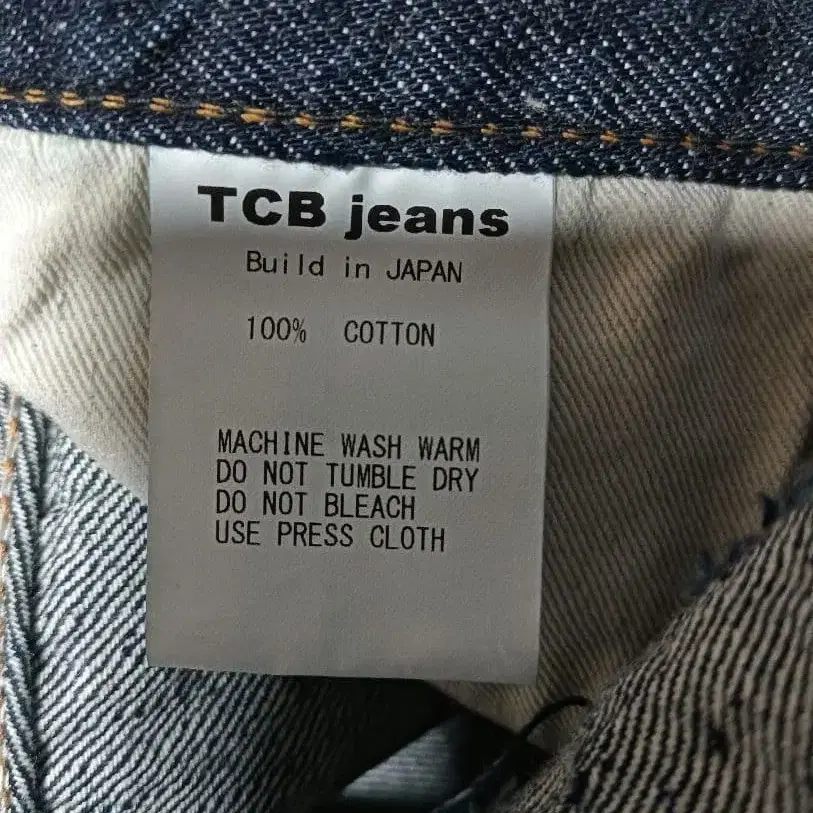 TCB jeans
Build in JAPAN
100% COTTON
MACHINE WASH WARM
DO NOT TUMBLE DRY
DO NOT BLEACH
USE PRESS CLOTH